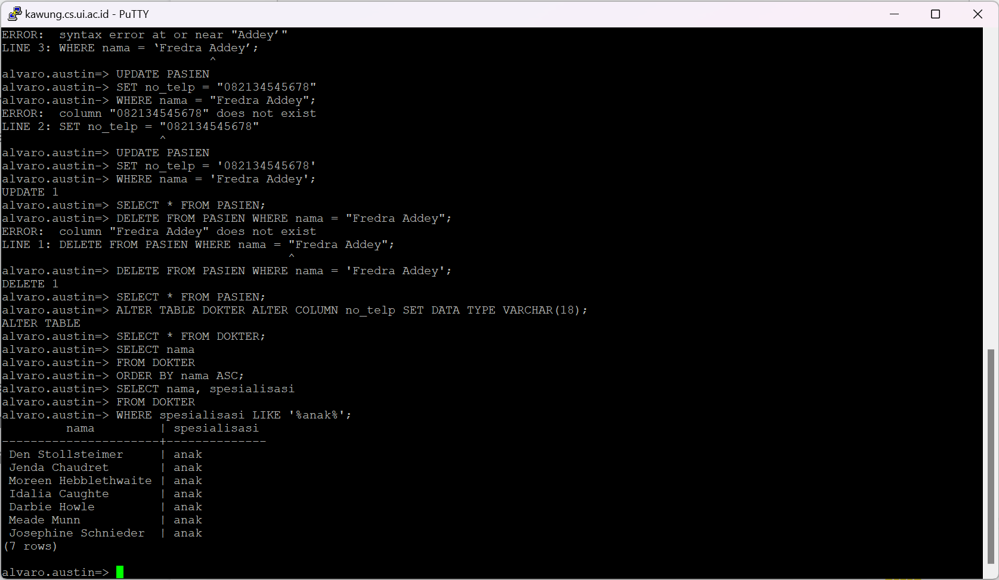 kawung.cs.ui.ac.id - PuTTY
ERROR:  syntax error at or near "Addey’"
LINE 3: WHERE nama = ‘Fredra Addey’;
^
alvaro.austin=> UPDATE PASIEN
alvaro.austin-> SET no_telp = "082134545678"
alvaro.austin-> WHERE nama = "Fredra Addey";
ERROR:  column "082134545678" does not exist
LINE 2: SET no_telp = "082134545678"
^
alvaro.austin=> UPDATE PASIEN
alvaro.austin-> SET no_telp = '082134545678'
alvaro.austin-> WHERE nama = 'Fredra Addey';
UPDATE 1
alvaro.austin=> SELECT * FROM PASIEN;
alvaro.austin=> DELETE FROM PASIEN WHERE nama = "Fredra Addey";
ERROR:  column "Fredra Addey" does not exist
LINE 1: DELETE FROM PASIEN WHERE nama = "Fredra Addey";
^
alvaro.austin=> DELETE FROM PASIEN WHERE nama = 'Fredra Addey';
DELETE 1
alvaro.austin=> SELECT * FROM PASIEN;
alvaro.austin=> ALTER TABLE DOKTER ALTER COLUMN no_telp SET DATA TYPE VARCHAR(18);
ALTER TABLE
alvaro.austin=> SELECT * FROM DOKTER;
alvaro.austin=> SELECT nama
alvaro.austin-> FROM DOKTER
alvaro.austin-> ORDER BY nama ASC;
alvaro.austin=> SELECT nama, spesialisasi
alvaro.austin-> FROM DOKTER
alvaro.austin-> WHERE spesialisasi LIKE '%anak%';
nama         | spesialisasi
----------------------+--------------
Den Stollsteimer     | anak
Jenda Chaudret       | anak
Moreen Hebblethwaite | anak
Idalia Caughte       | anak
Darbie Howle         | anak
Meade Munn           | anak
Josephine Schnieder  | anak
(7 rows)
alvaro.austin=>